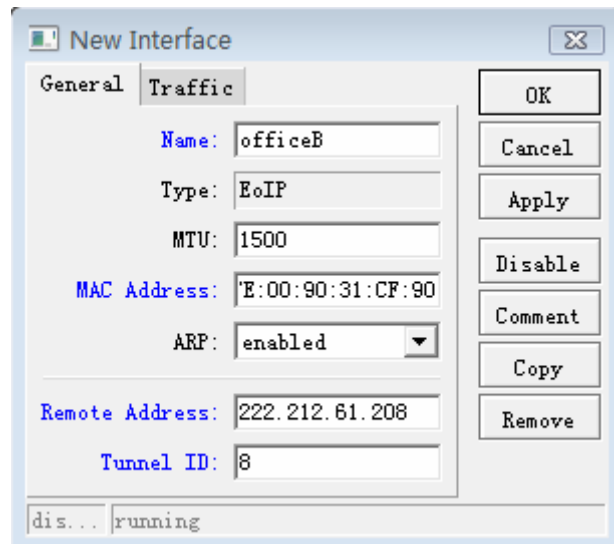 New Interface
General Traffic
Name: officeB
Type: EoIP
MTU: 1500
MAC Address: E:00:90:31:CF:90
ARP: enabled
Remote Address: 222.212.61.208
Tunnel ID: 8
OK
Cancel
Apply
Disable
Comment
Copy
Remove
dis... running